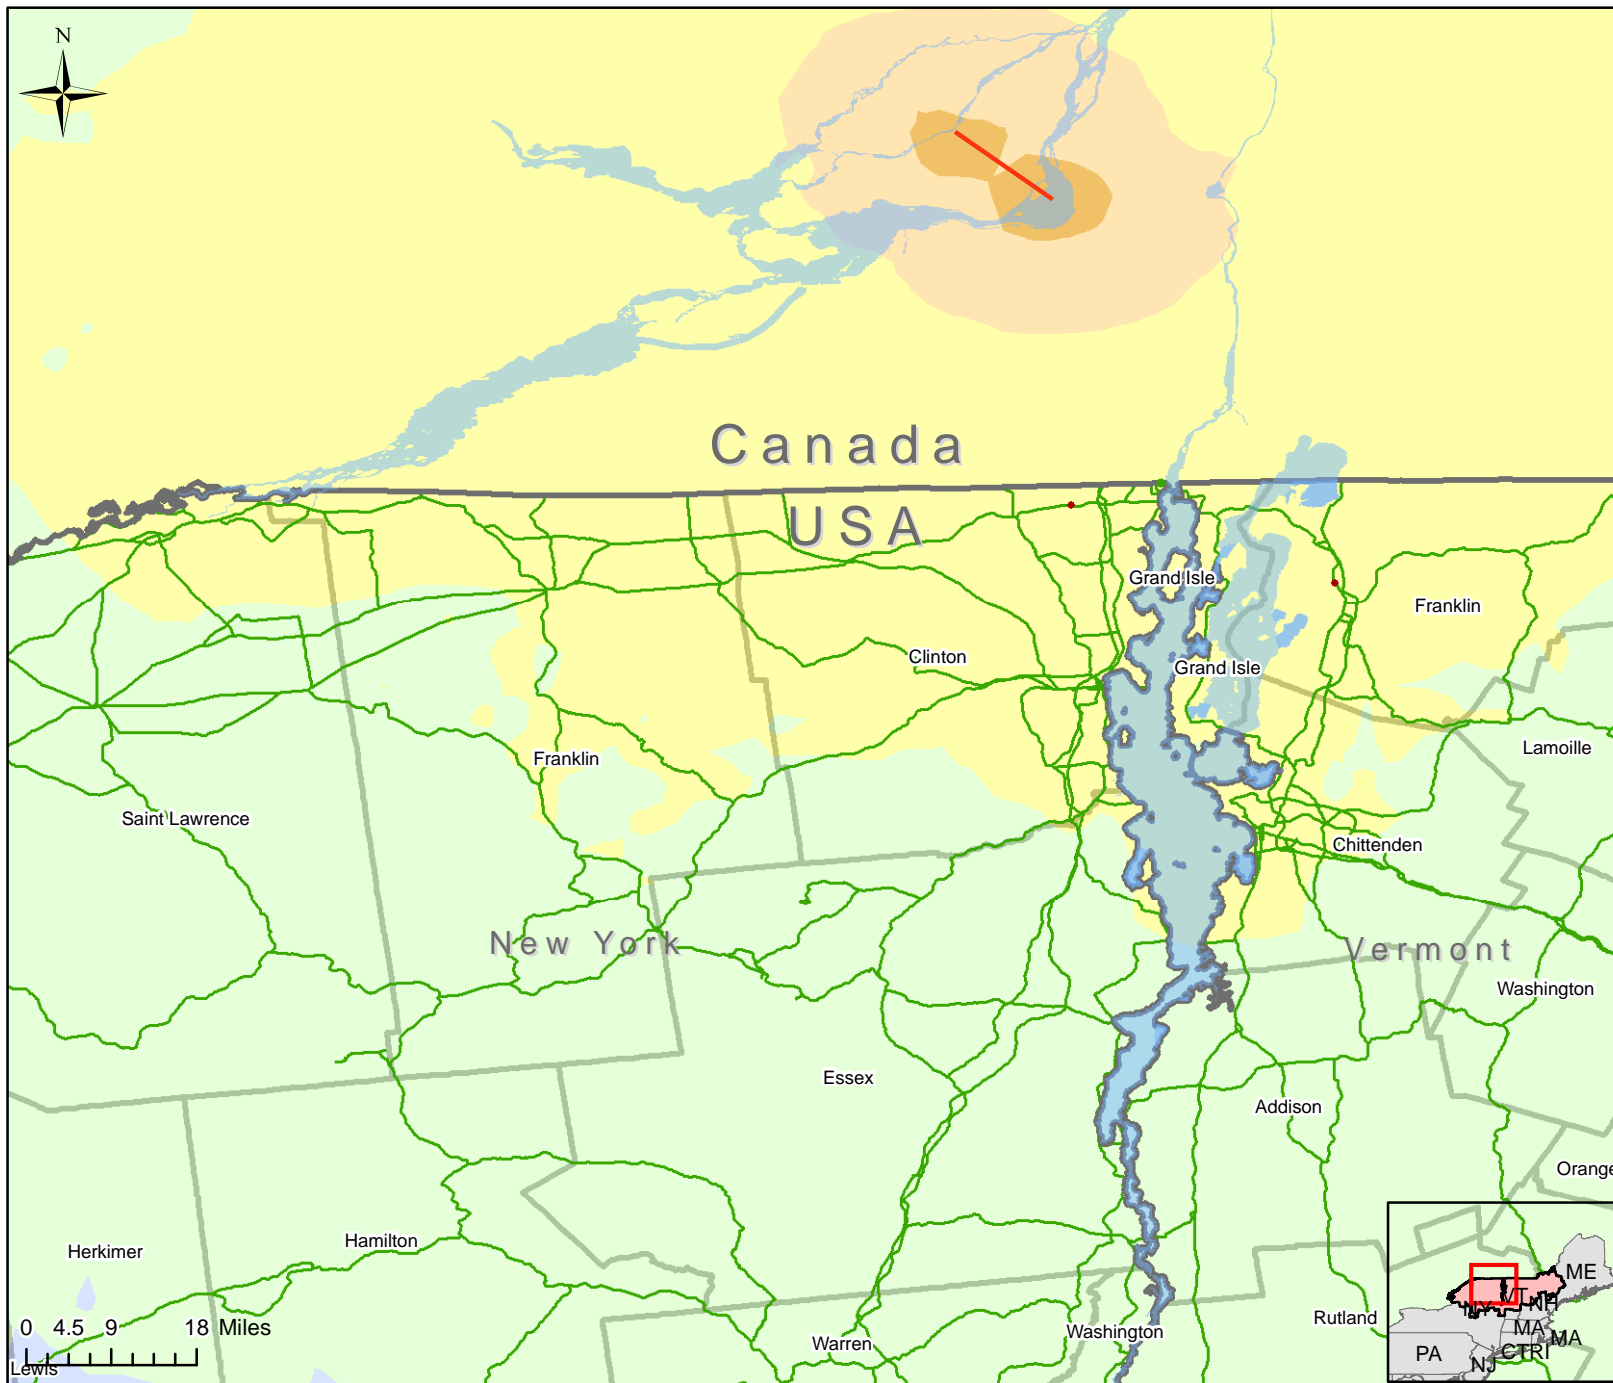 N
Canada
USA
Grand Isle
Franklin
Clinton
Grand Isle
Lamoille
Franklin
Saint Lawrence
Chittenden
New York
Vermont
Washington
Essex
Addison
Orange
Hamilton
Herkimer
ME
VT
NY
NH
0 4.5 9 18 Miles
Rutland
MA
MA
Washington
Warren
PA
CT
RI
NJ
Lewis